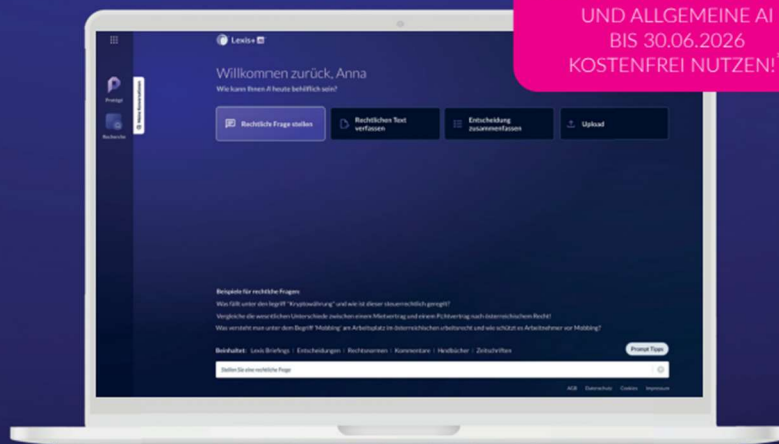 UND ALLGEMEINE AI
BIS 30.06.2026
KOSTENFREI NUTZEN!
Lexis+ AI
Willkommen zurück, Anna
Wie kann Ihnen AI heute behilflich sein?
Prompt
Meine Konversationen
Recherche
Rechtliche Frage stellen
Rechtlichen Text verfassen
Entscheidung zusammenfassen
Upload
Beispiele für rechtliche Fragen:
Was fällt unter den begriff "Kryptowährung" und wie ist dieser steuerrechtlich geregelt?
Vergleiche die wesentlichen Unterschiede zwischen einem Mietvertrag und einem Pachtvertrag nach österreichischem Recht!
Was versteht man unter dem Begriff 'Mobbing' am Arbeitsplatz im österreichischen arbeitsrecht und wie schützt es Arbeitnehmer vor Mobbing?
Beinhaltet: Lexis Briefings | Entscheidungen | Rechtsnormen | Kommentare | Handbücher | Zeitschriften
Prompt Tipps
Stellen Sie eine rechtliche Frage
AGB Datenschutz Cookies Impressum